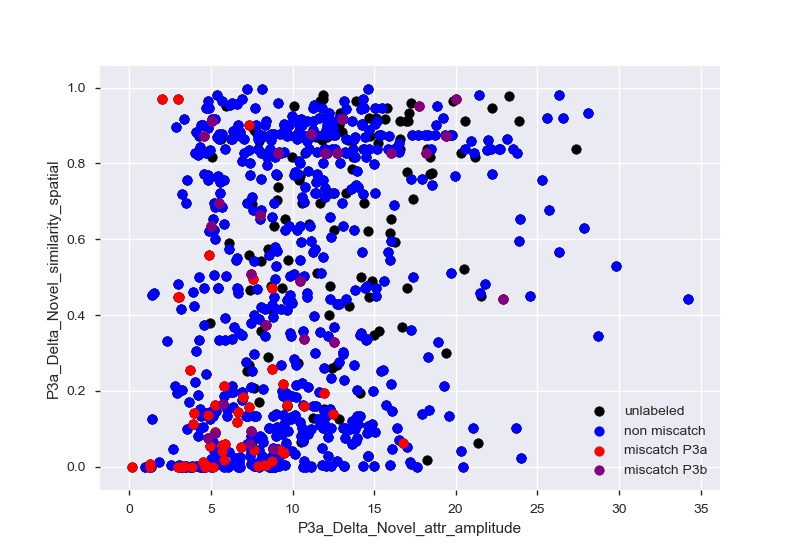 1.0
0.8
0.6
0.4
0.2
0.0
P3a_Delta_Novel_similarity_spatial
unlabeled
non miscatch
miscatch P3a
miscatch P3b
0 5 10 15 20 25 30 35
P3a_Delta_Novel_attr_amplitude